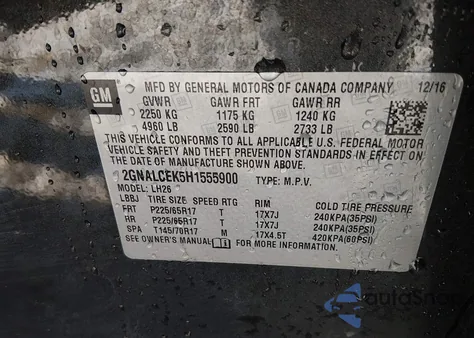 GM
MFD BY GENERAL MOTORS OF CANADA COMPANY 12/16
GVWR GAWR FRT GAWR RR
2250 KG 1175 KG 1240 KG
4960 LB 2590 LB 2733 LB
THIS VEHICLE CONFORMS TO ALL APPLICABLE U.S. FEDERAL MOTOR
VEHICLE SAFETY AND THEFT PREVENTION STANDARDS IN EFFECT ON THE
DATE OF MANUFACTURE SHOWN ABOVE.
2GNALCEK5H1555900 TYPE: M.P.V.
MODEL: LH26
LBBJ TIRE SIZE SPEED RTG RIM COLD TIRE PRESSURE
FRT P225/65R17 T 17X7J 240KPA(35PSI)
RR P225/65R17 T 17X7J 240KPA(35PSI)
SPA T145/70R17 M 17X4.5T 420KPA(60PSI)
SEE OWNER'S MANUAL FOR MORE INFORMATION